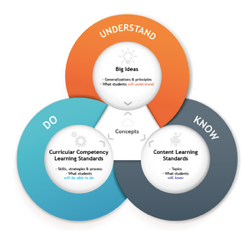 UNDERSTAND
Big Ideas
- Generalizations & principles
- What students will understand
Concepts
DO
Curricular Competency
Learning Standards
- Skills, strategies & process
- What students
will be able to do
KNOW
Content Learning
Standards
- Topics
- What students
will know